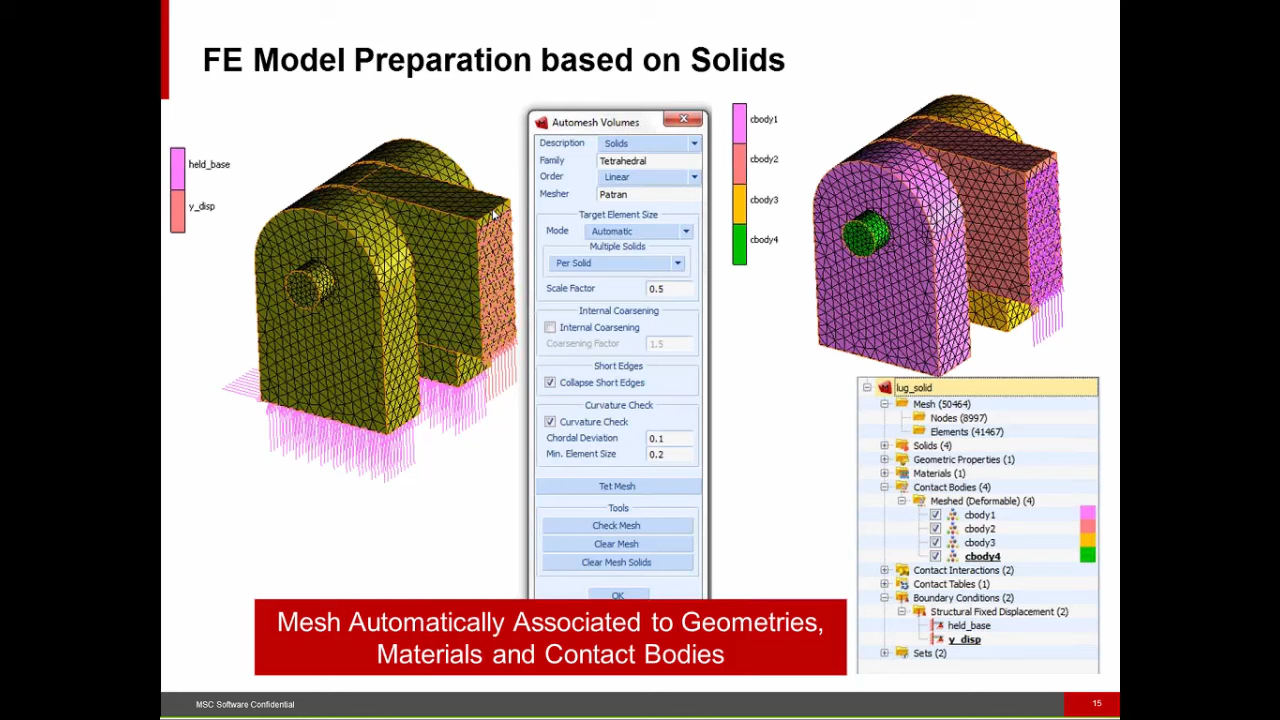 FE Model Preparation based on Solids
held_base
y_disp
Automesh Volumes
Description Solids
Family Tetrahedral
Order Linear
Mesher Patran
Target Element Size
Mode Automatic
Multiple Solids
Per Solid
Scale Factor 0.5
Internal Coarsening
Internal Coarsening
Coarsening Factor 1.5
Short Edges
Collapse Short Edges
Curvature Check
Curvature Check
Chordal Deviation 0.1
Min. Element Size 0.2
Tet Mesh
Tools
Check Mesh
Clear Mesh
Clear Mesh Solids
OK
cbody1
cbody2
cbody3
cbody4
lug_solid
Mesh (50464)
Nodes (8997)
Elements (41467)
Solids (4)
Geometric Properties (1)
Materials (1)
Contact Bodies (4)
Meshed (Deformable) (4)
cbody1
cbody2
cbody3
cbody4
Contact Interactions (2)
Contact Tables (1)
Boundary Conditions (2)
Structural Fixed Displacement (2)
held_base
y_disp
Sets (2)
Mesh Automatically Associated to Geometries,
Materials and Contact Bodies
MSC Software Confidential
15